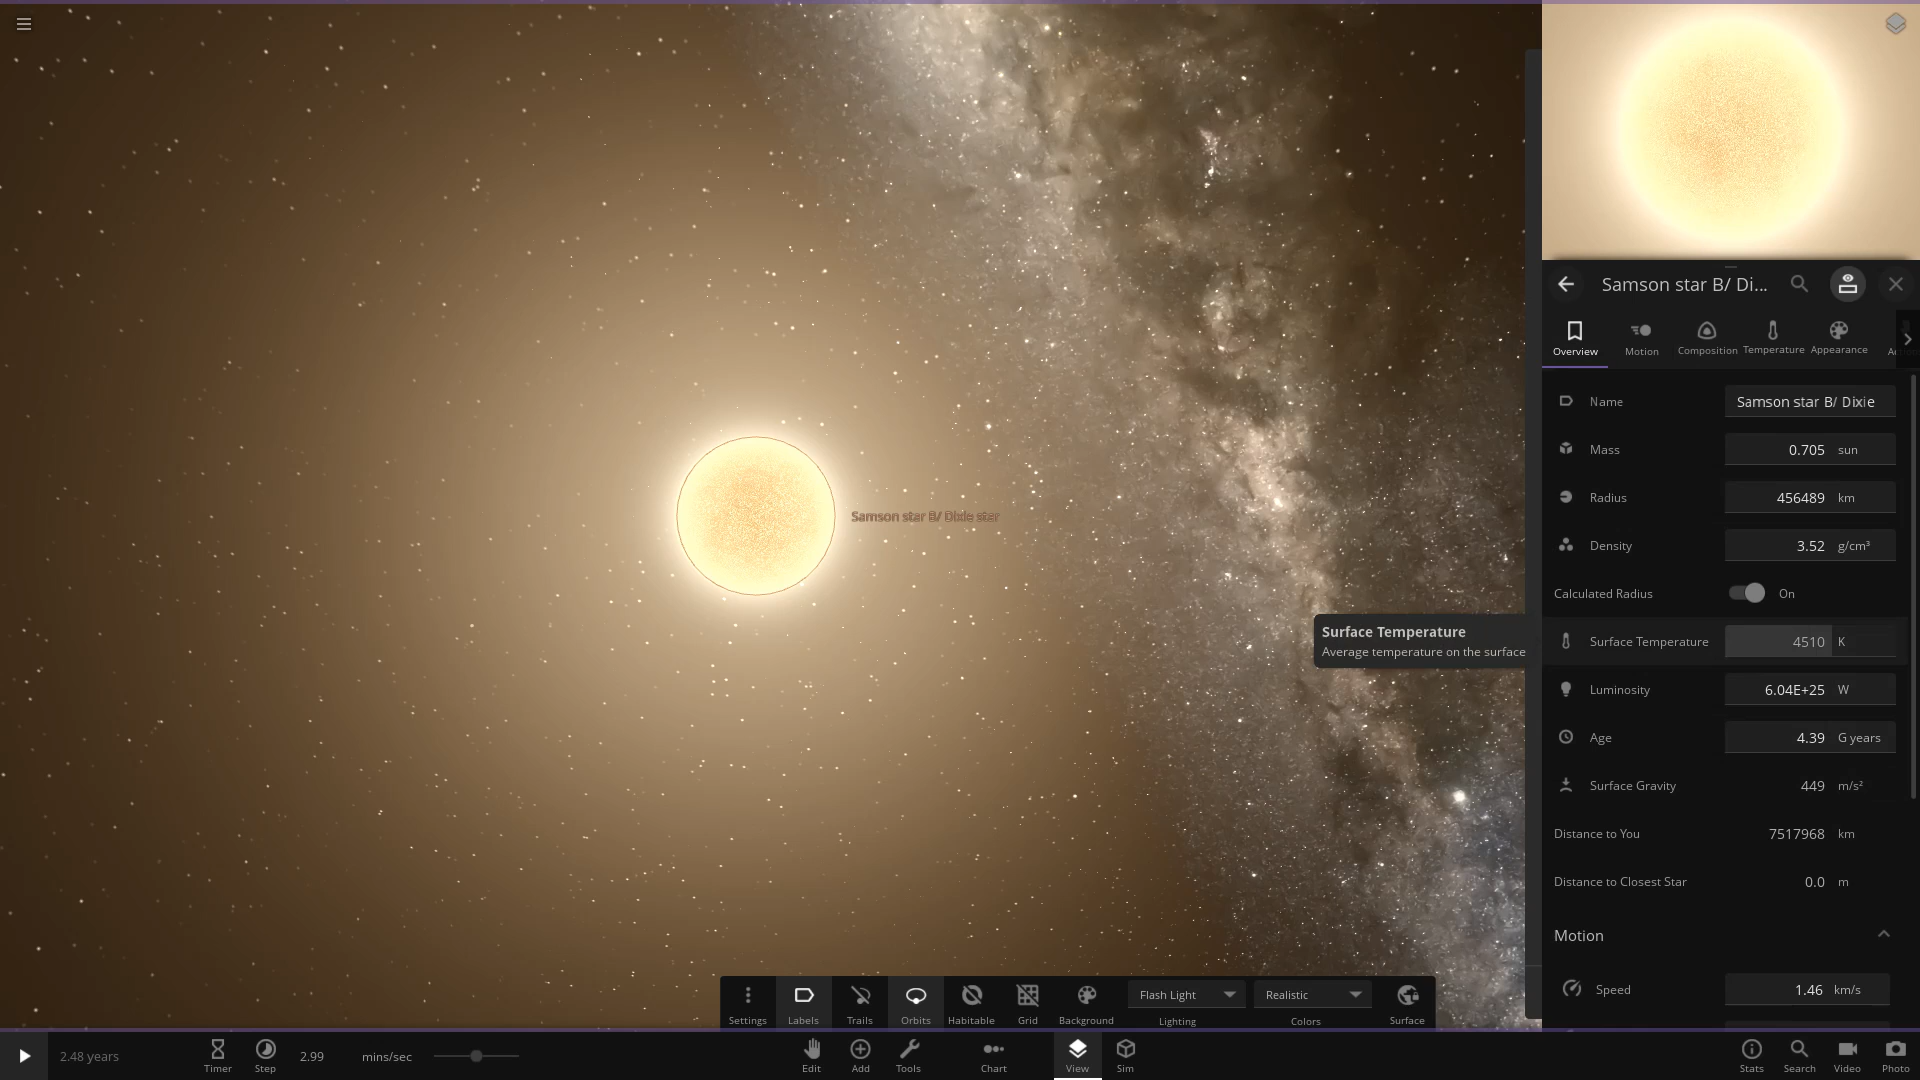 Samson star B/ Di...
Overview
Motion
Composition
Temperature
Appearance
Name
Samson star B/ Dixie
Mass
0.705 sun
Radius
456489 km
Density
3.52 g/cm³
Calculated Radius
On
Surface Temperature
4510 K
Luminosity
6.04E+25 W
Age
4.39 G years
Surface Gravity
449 m/s²
Distance to You
7517968 km
Distance to Closest Star
0.0 m
Motion
Speed
1.46 km/s
Samson star B/ Dixie star
Surface Temperature
Average temperature on the surface
Settings
Labels
Trails
Orbits
Habitable
Grid
Background
Flash Light
Lighting
Realistic
Colors
Surface
2.48 years
Timer
Step
2.99 mins/sec
Edit
Add
Tools
Chart
View
Sim
Stats
Search
Video
Photo